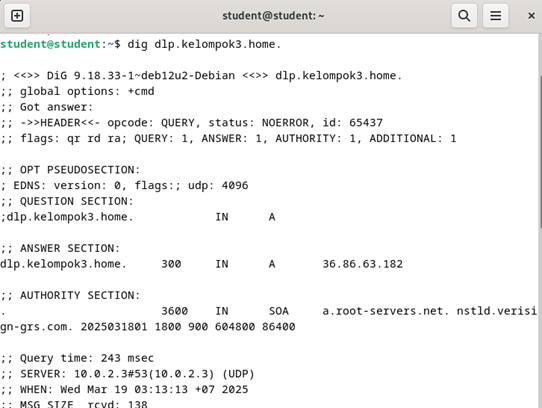 student@student: ~
student@student:~$ dig dlp.kelompok3.home.
; <<>> DiG 9.18.33-1~deb12u2-Debian <<>> dlp.kelompok3.home.
;; global options: +cmd
;; Got answer:
;; ->>HEADER<<- opcode: QUERY, status: NOERROR, id: 65437
;; flags: qr rd ra; QUERY: 1, ANSWER: 1, AUTHORITY: 1, ADDITIONAL: 1
;; OPT PSEUDOSECTION:
; EDNS: version: 0, flags:; udp: 4096
;; QUESTION SECTION:
;dlp.kelompok3.home. IN A
;; ANSWER SECTION:
dlp.kelompok3.home. 300 IN A 36.86.63.182
;; AUTHORITY SECTION:
. 3600 IN SOA a.root-servers.net. nstld.verisi
gn-grs.com. 2025031801 1800 900 604800 86400
;; Query time: 243 msec
;; SERVER: 10.0.2.3#53(10.0.2.3) (UDP)
;; WHEN: Wed Mar 19 03:13:13 +07 2025
;; MSG SIZE rcvd: 138